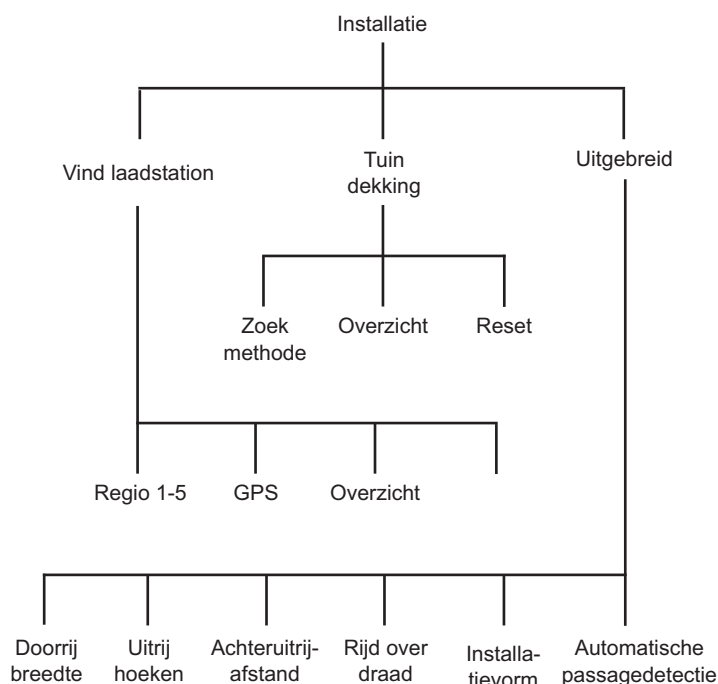 Installatie
Vind laadstation
Tuin
dekking
Uitgebreid
Zoek
methode
Overzicht
Reset
Regio 1-5
GPS
Overzicht
Doorrij
breedte
Uitrij
hoeken
Achteruitrij-
afstand
Rijd over
draad
Installa-
tievorm
Automatische
passagedetectie